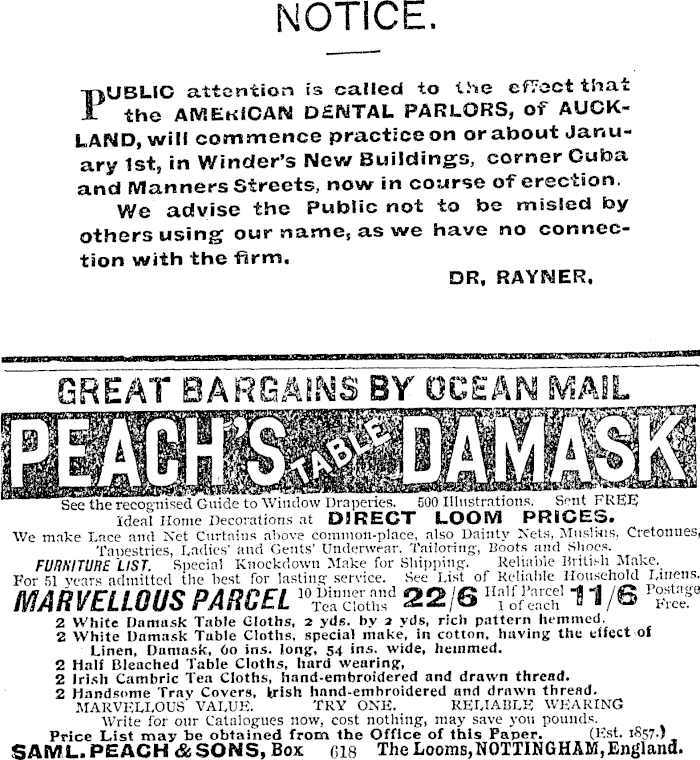 NOTICE.
PUBLIC attention is called to the effect that
the AMERICAN DENTAL PARLORS, of AUCK-
LAND, will commence practice on or about Janu-
ary 1st, in Winder's New Buildings, corner Cuba
and Manners Streets, now in course of erection.
We advise the Public not to be misled by
others using our name, as we have no connec-
tion with the firm.
DR. RAYNER.
GREAT BARGAINS BY OCEAN MAIL
PEACH'S TABLE DAMASK
See the recognised Guide to Window Draperies. 500 Illustrations. Sent FREE
Ideal Home Decorations at DIRECT LOOM PRICES.
We make Lace and Net Curtains above common-place, also Dainty Nets, Muslins, Cretonnes,
Tapestries, Ladies' and Gents' Underwear. Tailoring, Boots and Shoes.
FURNITURE LIST. Special Knockdown Make for Shipping. Reliable British Make.
For 51 years admitted the best for lasting service. See List of Reliable Household Linens.
MARVELLOUS PARCEL 10 Dinner and Tea Cloths 22/6 Half Parcel 1 of each 11/6 Postage Free.
2 White Damask Table Cloths, 2 yds. by 2 yds, rich pattern hemmed.
2 White Damask Table Cloths, special make, in cotton, having the effect of
Linen, Damask, 60 ins. long, 54 ins. wide, hemmed.
2 Half Bleached Table Cloths, hard wearing,
2 Irish Cambric Tea Cloths, hand-embroidered and drawn thread.
2 Handsome Tray Covers, Irish hand-embroidered and drawn thread.
MARVELLOUS VALUE. TRY ONE. RELIABLE WEARING
Write for our Catalogues now, cost nothing, may save you pounds.
Price List may be obtained from the Office of this Paper. (Est. 1857.)
SAML. PEACH & SONS, Box 618 The Looms, NOTTINGHAM, England.